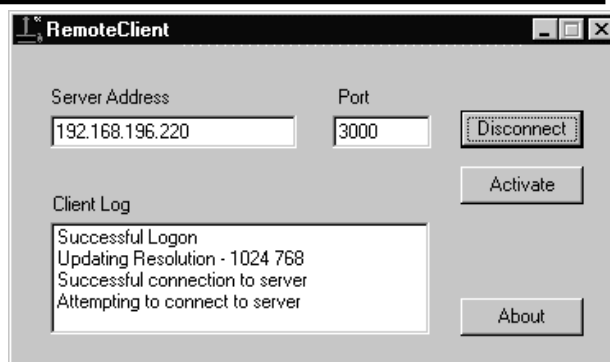 RemoteClient
Server Address
Port
192.168.196.220
3000
Disconnect
Activate
Client Log
Successful Logon
Updating Resolution - 1024 768
Successful connection to server
Attempting to connect to server
About